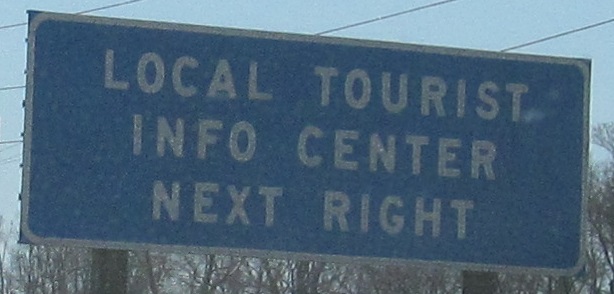 LOCAL TOURIST
INFO CENTER
NEXT RIGHT